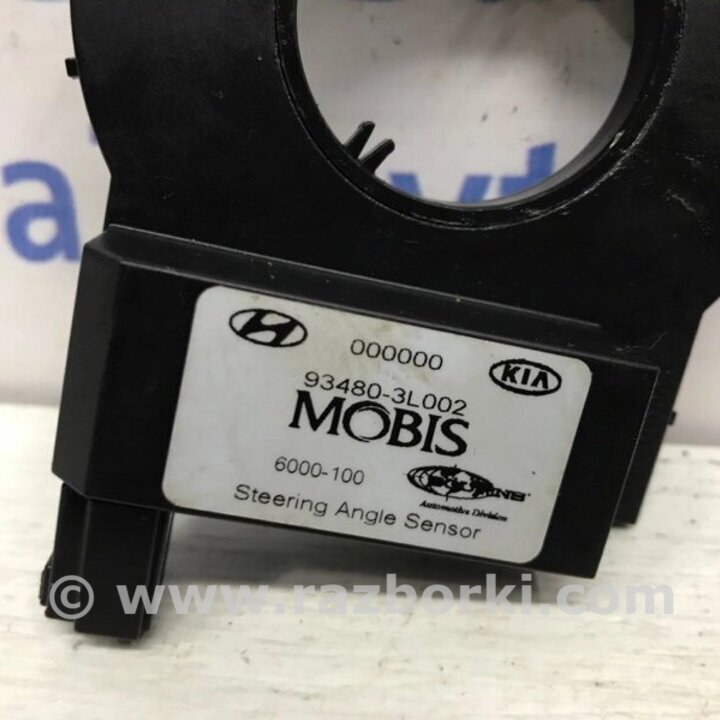 000000
KIA
93480-3L002
MOBIS
6000-100
Automotive Division
Steering Angle Sensor
© www.razborki.com